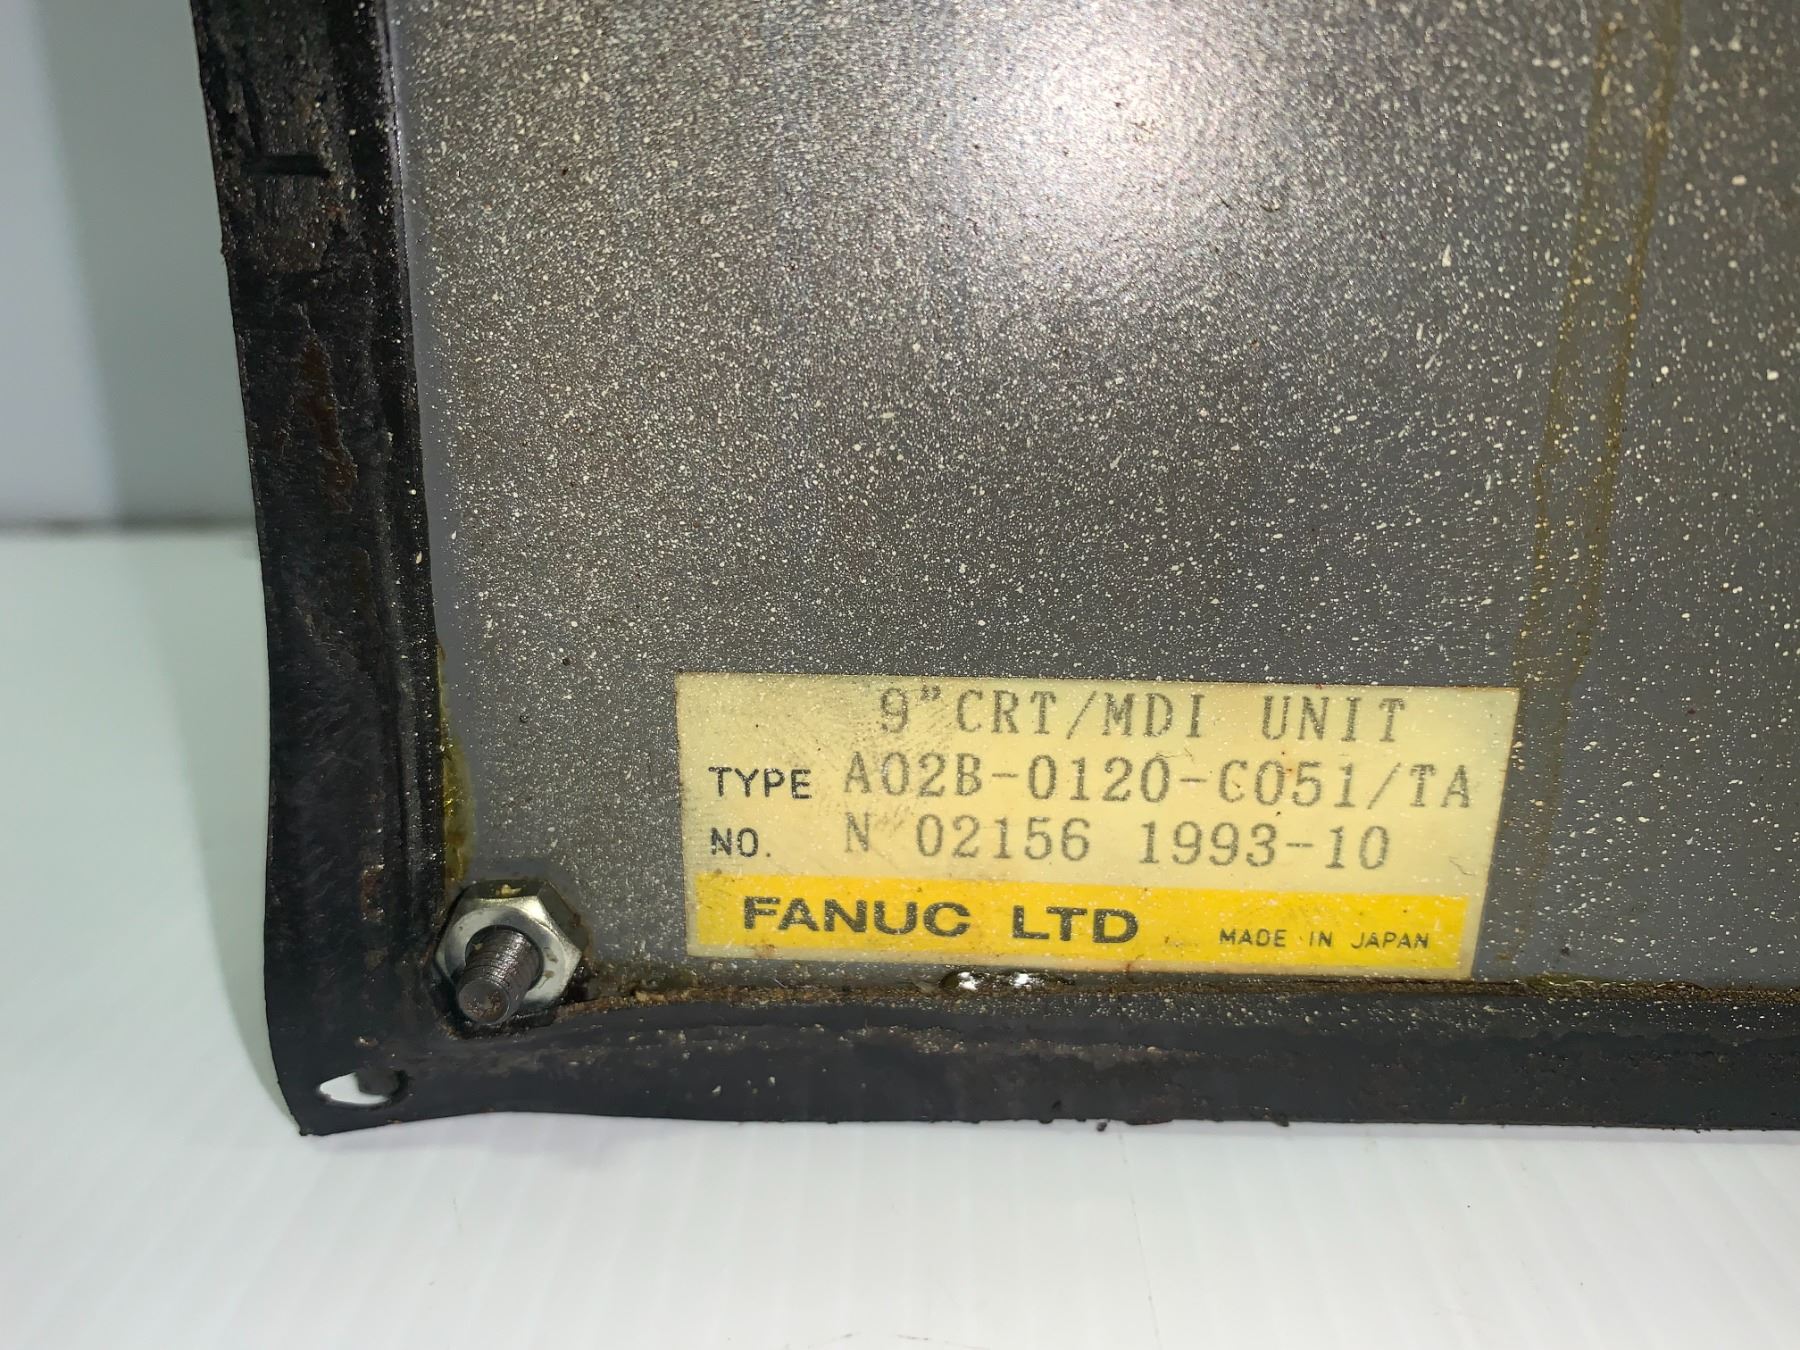 9"CRT/MDI UNIT
TYPE A02B-0120-C051/TA
NO. N 02156 1993-10
FANUC LTD MADE IN JAPAN